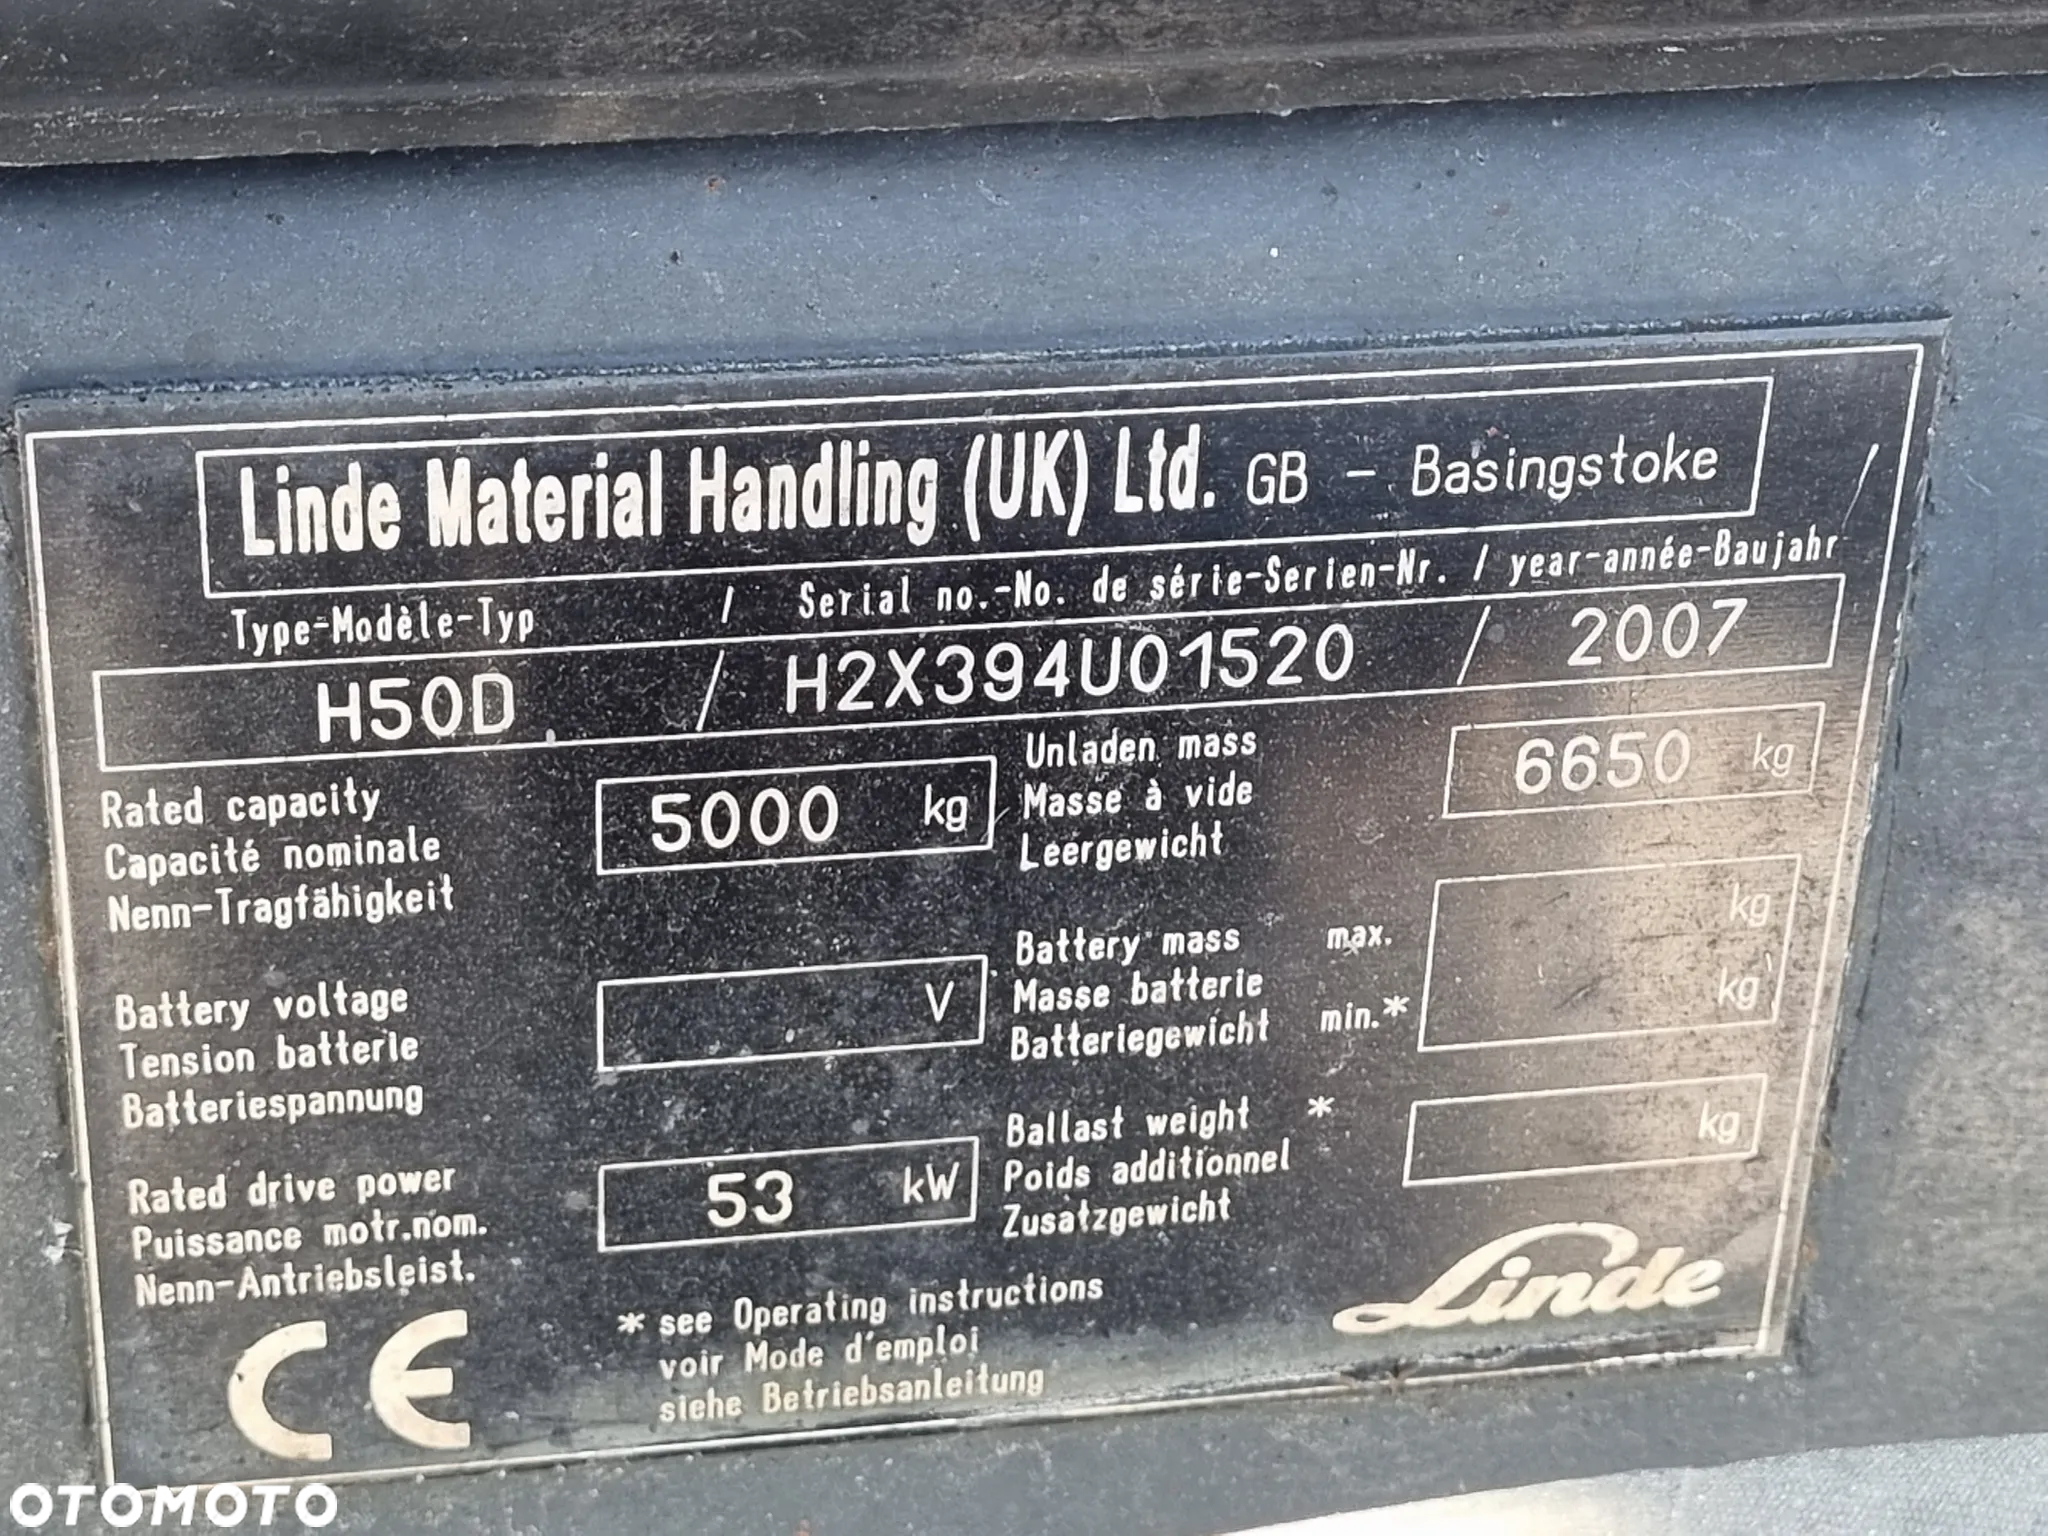 Linde Material Handling (UK) Ltd. GB - Basingstoke
Type-Modèle-Typ / Serial no.-No. de série-Serien-Nr. / year-année-Baujahr
H50D / H2X394U01520 / 2007
Rated capacity
Capacité nominale
Nenn-Tragfähigkeit
5000 kg
Unladen mass
Masse à vide
Leergewicht
6650 kg
Battery voltage
Tension batterie
Batteriespannung
V
Battery mass max. kg
Masse batterie
Batteriegewicht min.* kg
Rated drive power
Puissance motr.nom.
Nenn-Antriebsleist.
53 kW
Ballast weight *
Poids additionnel
Zusatzgewicht
kg
CE
* see Operating instructions
voir Mode d'emploi
siehe Betriebsanleitung
Linde
OTOMOTO